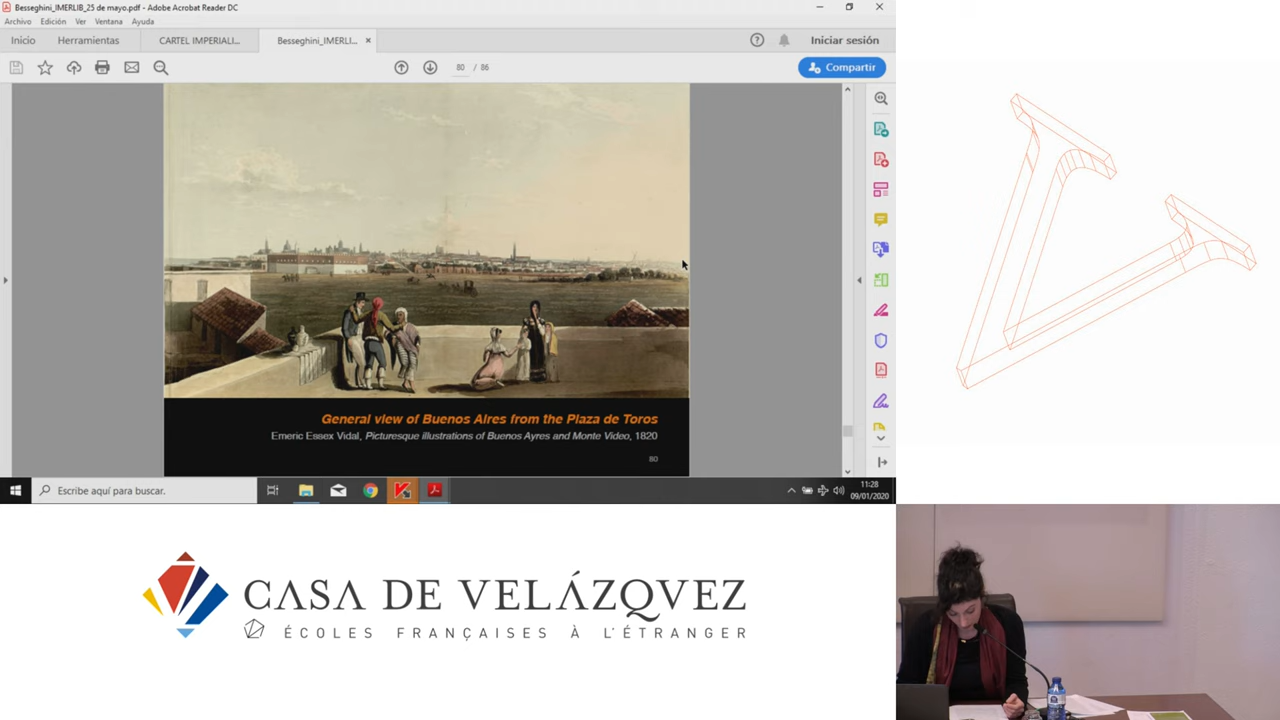 Besseghini_IMERLIB_25 de mayo.pdf - Adobe Acrobat Reader DC
Archivo Edición Ver Ventana Ayuda
Inicio Herramientas CARTEL IMPERIALI... Besseghini_IMERLI... × Iniciar sesión
80 / 86 Compartir
General view of Buenos Aires from the Plaza de Toros
Emeric Essex Vidal, Picturesque illustrations of Buenos Ayres and Monte Video, 1820
80
Escribe aquí para buscar. 11:28
09/01/2020
CASA DE VELÁZQVEZ
ÉCOLES FRANÇAISES À L'ÉTRANGER